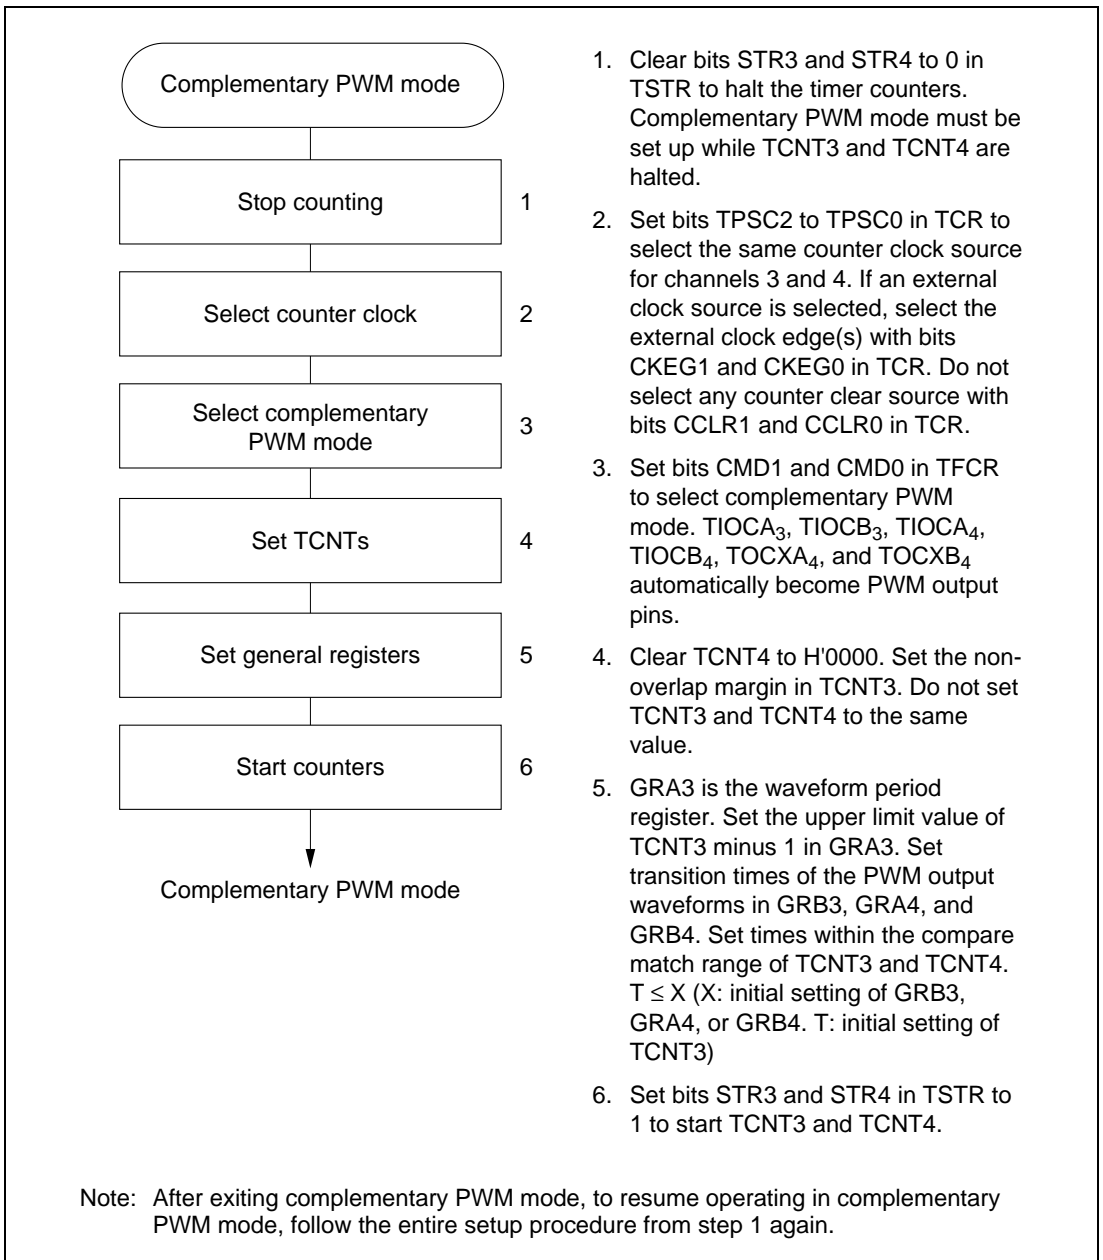 Complementary PWM mode
Stop counting
1
Select counter clock
2
Select complementary
PWM mode
3
Set TCNTs
4
Set general registers
5
Start counters
6
Complementary PWM mode
1. Clear bits STR3 and STR4 to 0 in
TSTR to halt the timer counters.
Complementary PWM mode must be
set up while TCNT3 and TCNT4 are
halted.
2. Set bits TPSC2 to TPSC0 in TCR to
select the same counter clock source
for channels 3 and 4. If an external
clock source is selected, select the
external clock edge(s) with bits
CKEG1 and CKEG0 in TCR. Do not
select any counter clear source with
bits CCLR1 and CCLR0 in TCR.
3. Set bits CMD1 and CMD0 in TFCR
to select complementary PWM
mode. TIOCA₃, TIOCB₃, TIOCA₄,
TIOCB₄, TOCXA₄, and TOCXB₄
automatically become PWM output
pins.
4. Clear TCNT4 to H'0000. Set the non-
overlap margin in TCNT3. Do not set
TCNT3 and TCNT4 to the same
value.
5. GRA3 is the waveform period
register. Set the upper limit value of
TCNT3 minus 1 in GRA3. Set
transition times of the PWM output
waveforms in GRB3, GRA4, and
GRB4. Set times within the compare
match range of TCNT3 and TCNT4.
T ≤ X (X: initial setting of GRB3,
GRA4, or GRB4. T: initial setting of
TCNT3)
6. Set bits STR3 and STR4 in TSTR to
1 to start TCNT3 and TCNT4.
Note: After exiting complementary PWM mode, to resume operating in complementary
PWM mode, follow the entire setup procedure from step 1 again.